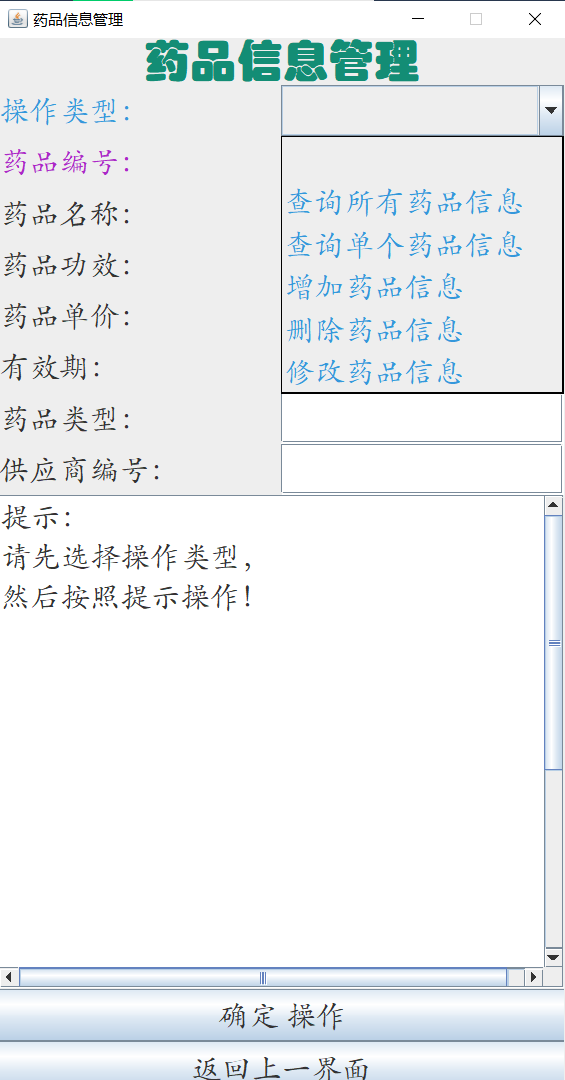 药品信息管理
药品信息管理
操作类型：
药品编号：
药品名称：
药品功效：
药品单价：
有效期：
药品类型：
供应商编号：
查询所有药品信息
查询单个药品信息
增加药品信息
删除药品信息
修改药品信息
提示：
请先选择操作类型，
然后按照提示操作！
确定 操作
返回上一界面